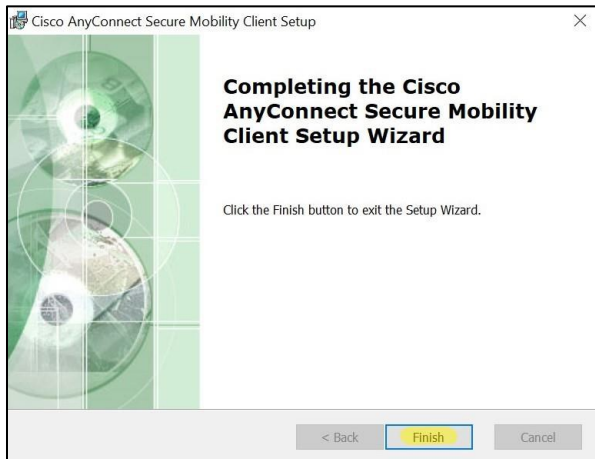 Cisco AnyConnect Secure Mobility Client Setup
Completing the Cisco
AnyConnect Secure Mobility
Client Setup Wizard
Click the Finish button to exit the Setup Wizard.
< Back Finish Cancel